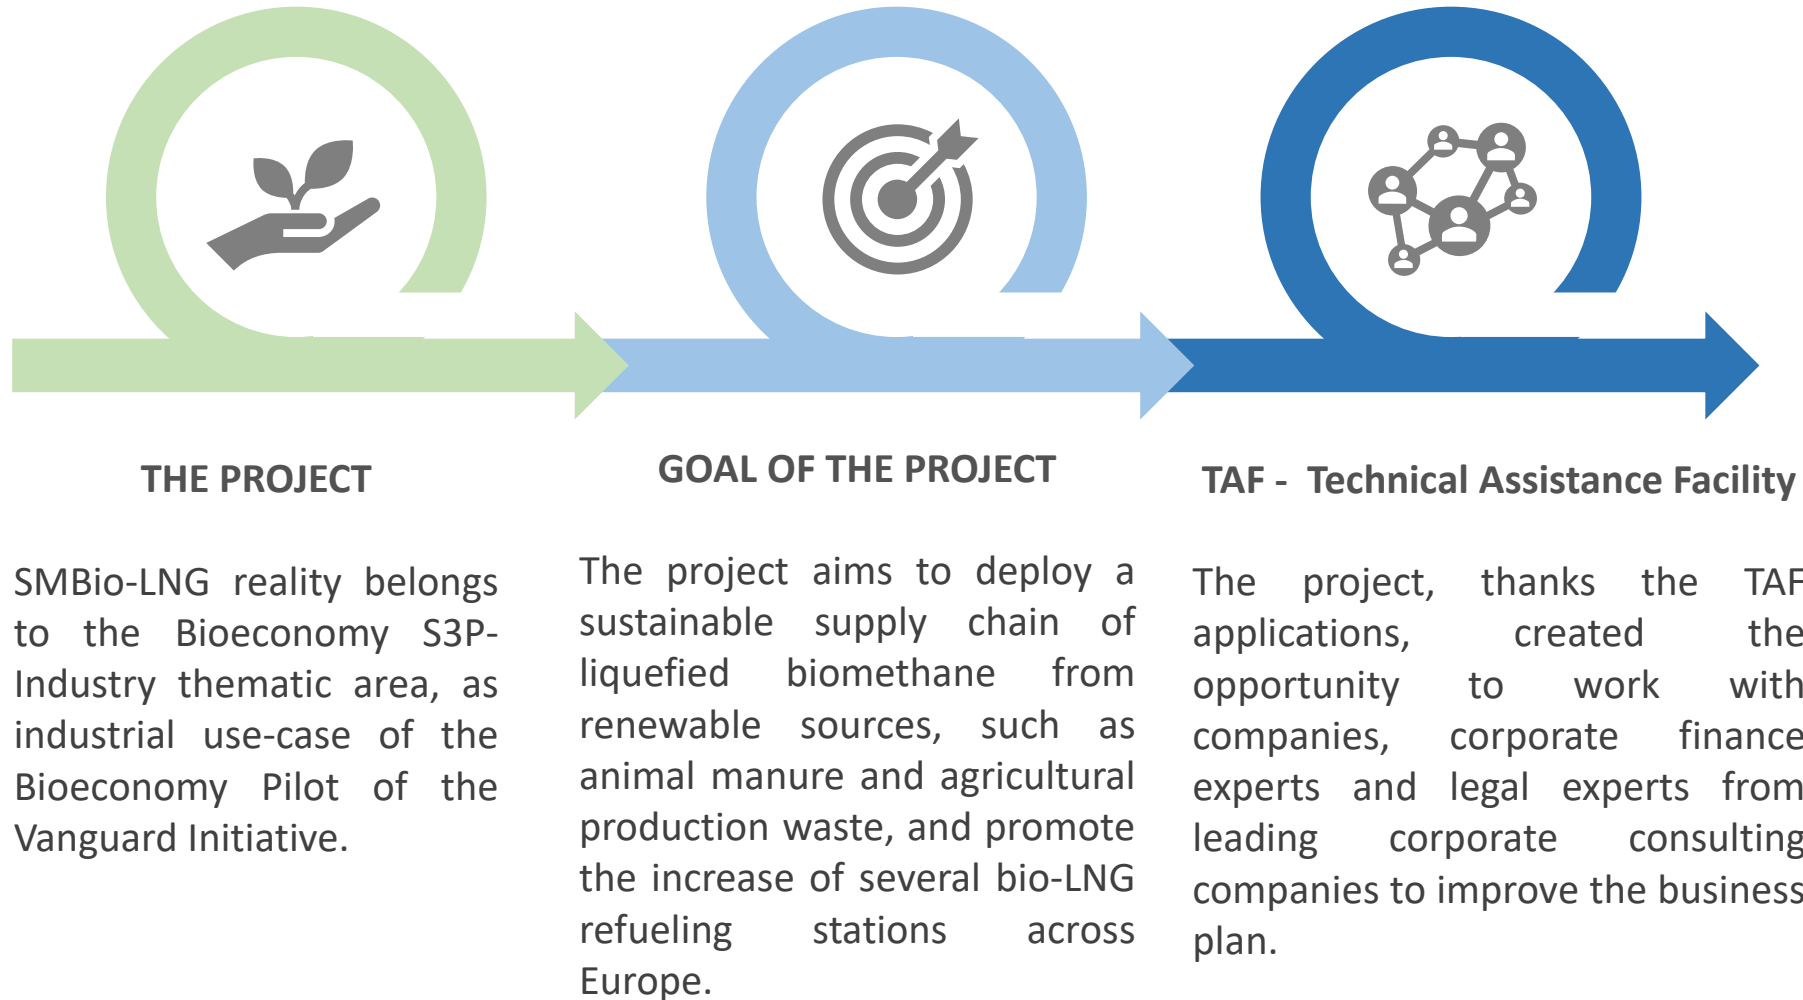 THE PROJECT
SMBio-LNG reality belongs
to the Bioeconomy S3P-
Industry thematic area, as
industrial use-case of the
Bioeconomy Pilot of the
Vanguard Initiative.
GOAL OF THE PROJECT
The project aims to deploy a
sustainable supply chain of
liquefied biomethane from
renewable sources, such as
animal manure and agricultural
production waste, and promote
the increase of several bio-LNG
refueling stations across
Europe.
TAF - Technical Assistance Facility
The project, thanks the TAF
applications, created the
opportunity to work with
companies, corporate finance
experts and legal experts from
leading corporate consulting
companies to improve the business
plan.